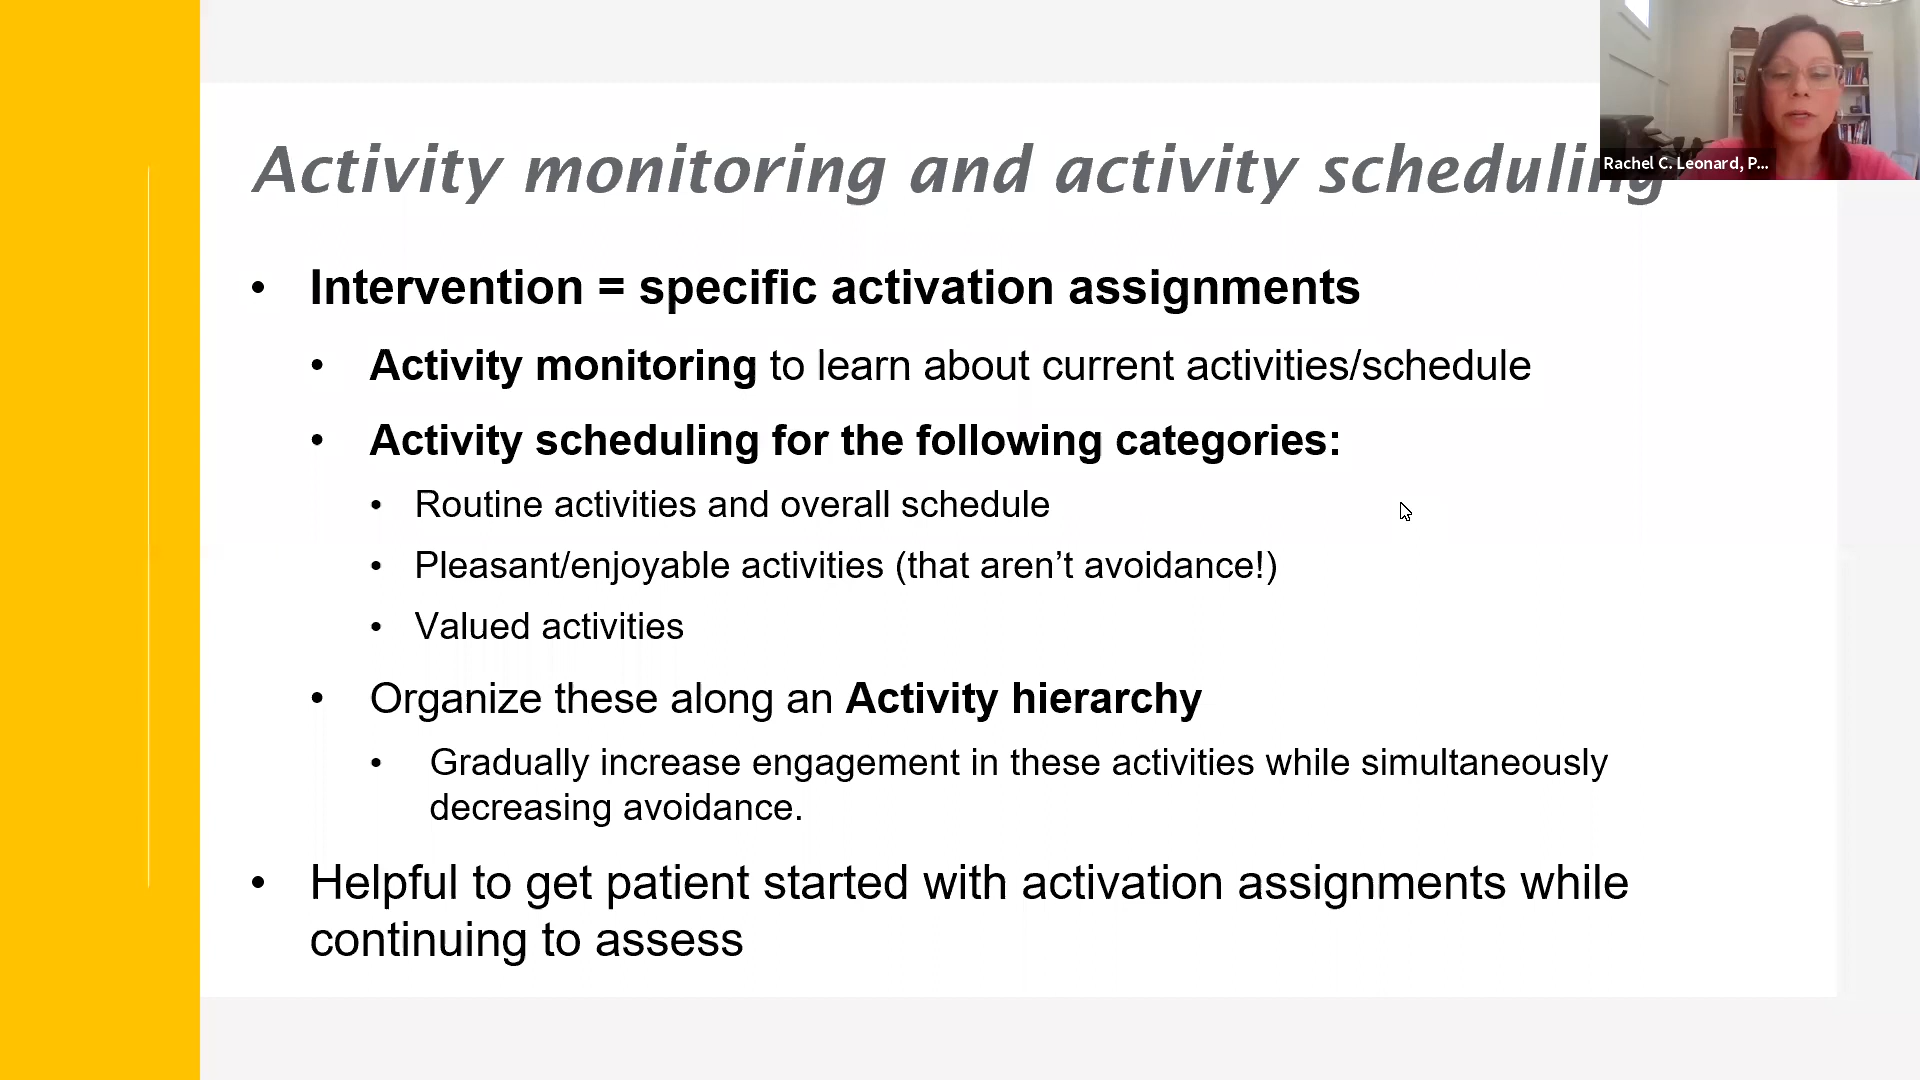 Activity monitoring and activity scheduling
Rachel C. Leonard, P...
• Intervention = specific activation assignments
• Activity monitoring to learn about current activities/schedule
• Activity scheduling for the following categories:
• Routine activities and overall schedule
• Pleasant/enjoyable activities (that aren’t avoidance!)
• Valued activities
• Organize these along an Activity hierarchy
• Gradually increase engagement in these activities while simultaneously
decreasing avoidance.
• Helpful to get patient started with activation assignments while
continuing to assess